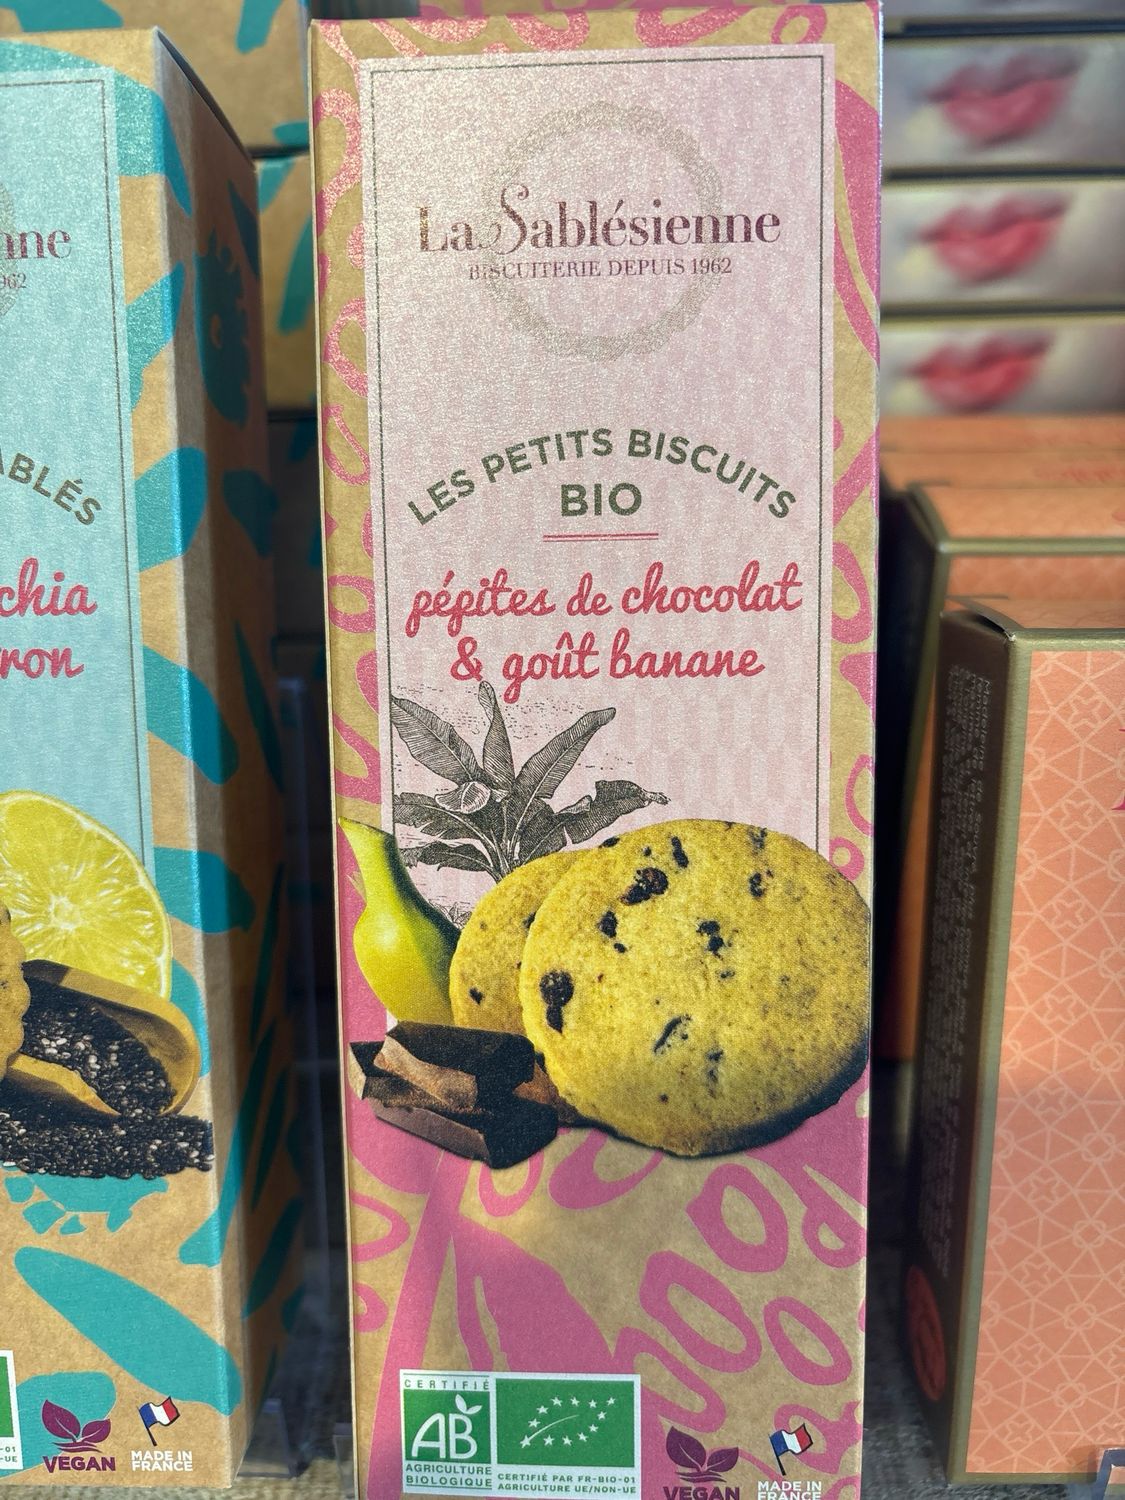 nne
962
ABLÉS
chia
ron
VEGAN
MADE IN
FRANCE
La Sablésienne
BISCUITERIE DEPUIS 1962
LES PETITS BISCUITS
BIO
pépites de chocolat
& goût banane
CERTIFIÉ
AB
AGRICULTURE
BIOLOGIQUE
CERTIFIÉ PAR FR-BIO-01
AGRICULTURE UE/NON-UE
VEGAN
MADE IN
FRANCE